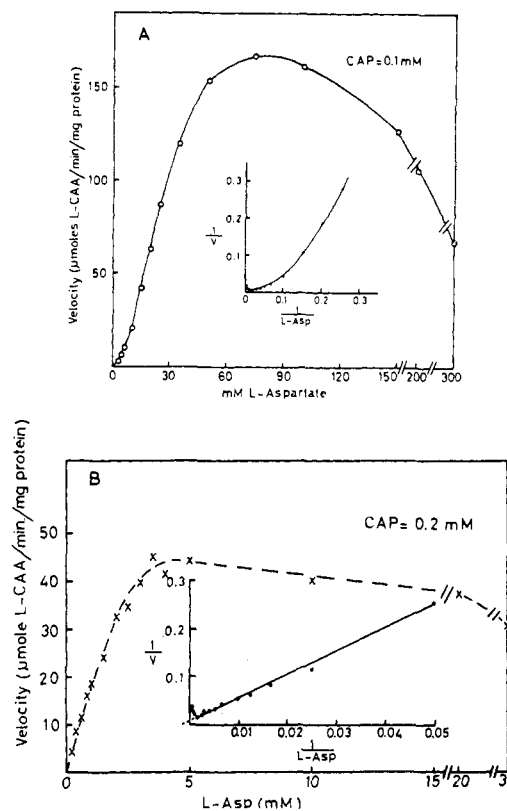 A
CAP=0.1mM
Velocity (μmoles L-CAA/min/mg protein)
150
100
50
0
30
60
90
120
150
200
300
mM L-Aspartate
0.3
0.2
0.1
1/V
0.1
0.2
0.3
1/L-Asp
B
CAP= 0.2 mM
Velocity (μmole L-CAA/min/mg protein)
50
40
30
20
10
0
5
10
15
20
L-Asp (mM)
0.3
0.2
0.1
1/V
0.01
0.02
0.03
0.04
0.05
1/L-Asp